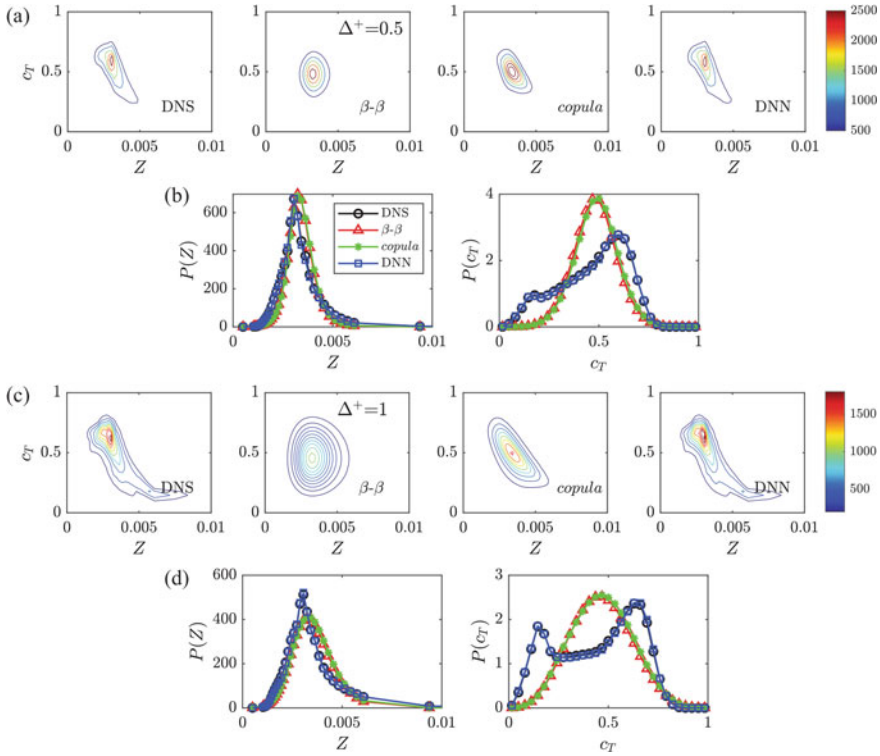 (a)
Δ⁺=0.5
1
0.5
0
c_T
DNS
β-β
copula
DNN
0 0.005 0.01
0 0.005 0.01
0 0.005 0.01
0 0.005 0.01
Z Z Z Z
2500
2000
1500
1000
500
(b)
600
400
200
0
P(Z)
DNS
β-β
copula
DNN
0 0.005 0.01
Z
4
2
0
P(c_T)
0 0.5 1
c_T
(c)
Δ⁺=1
1
0.5
0
c_T
DNS
β-β
copula
DNN
0 0.005 0.01
0 0.005 0.01
0 0.005 0.01
0 0.005 0.01
Z Z Z Z
1500
1000
500
(d)
600
400
200
0
P(Z)
0 0.005 0.01
Z
3
2
1
0
P(c_T)
0 0.5 1
c_T